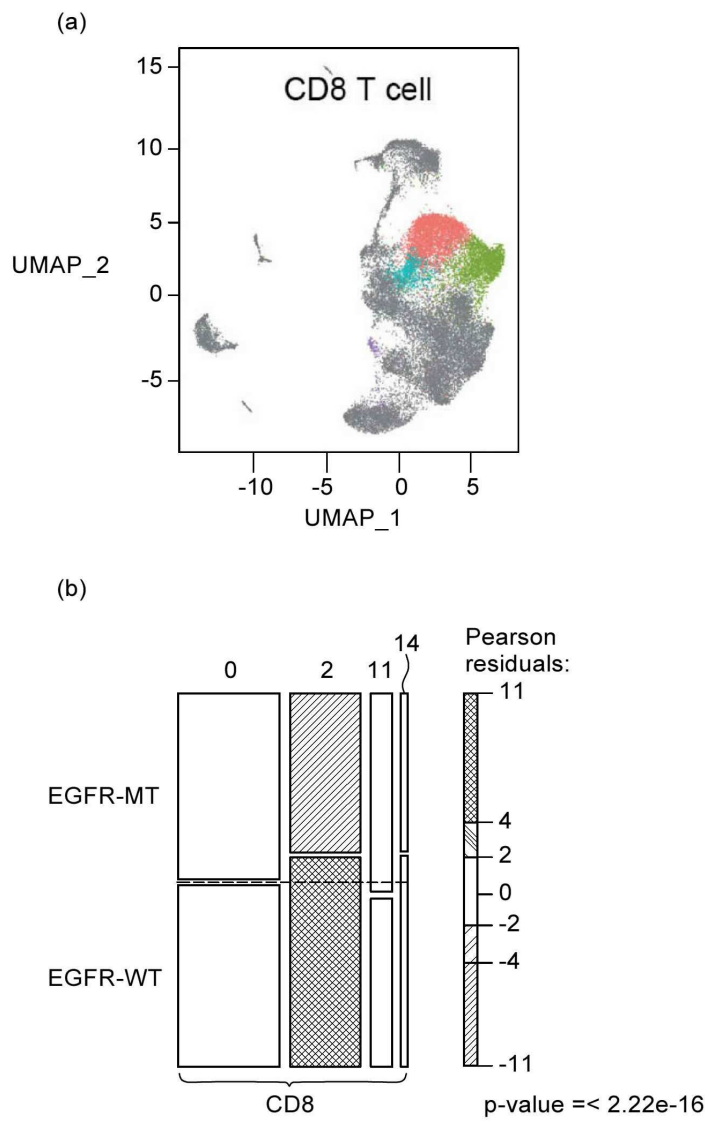 (a)
CD8 T cell
15
10
5
0
-5
UMAP_2
-10 -5 0 5
UMAP_1
(b)
0 2 11 14
Pearson
residuals:
11
4
2
0
-2
-4
-11
EGFR-MT
EGFR-WT
CD8
p-value =< 2.22e-16